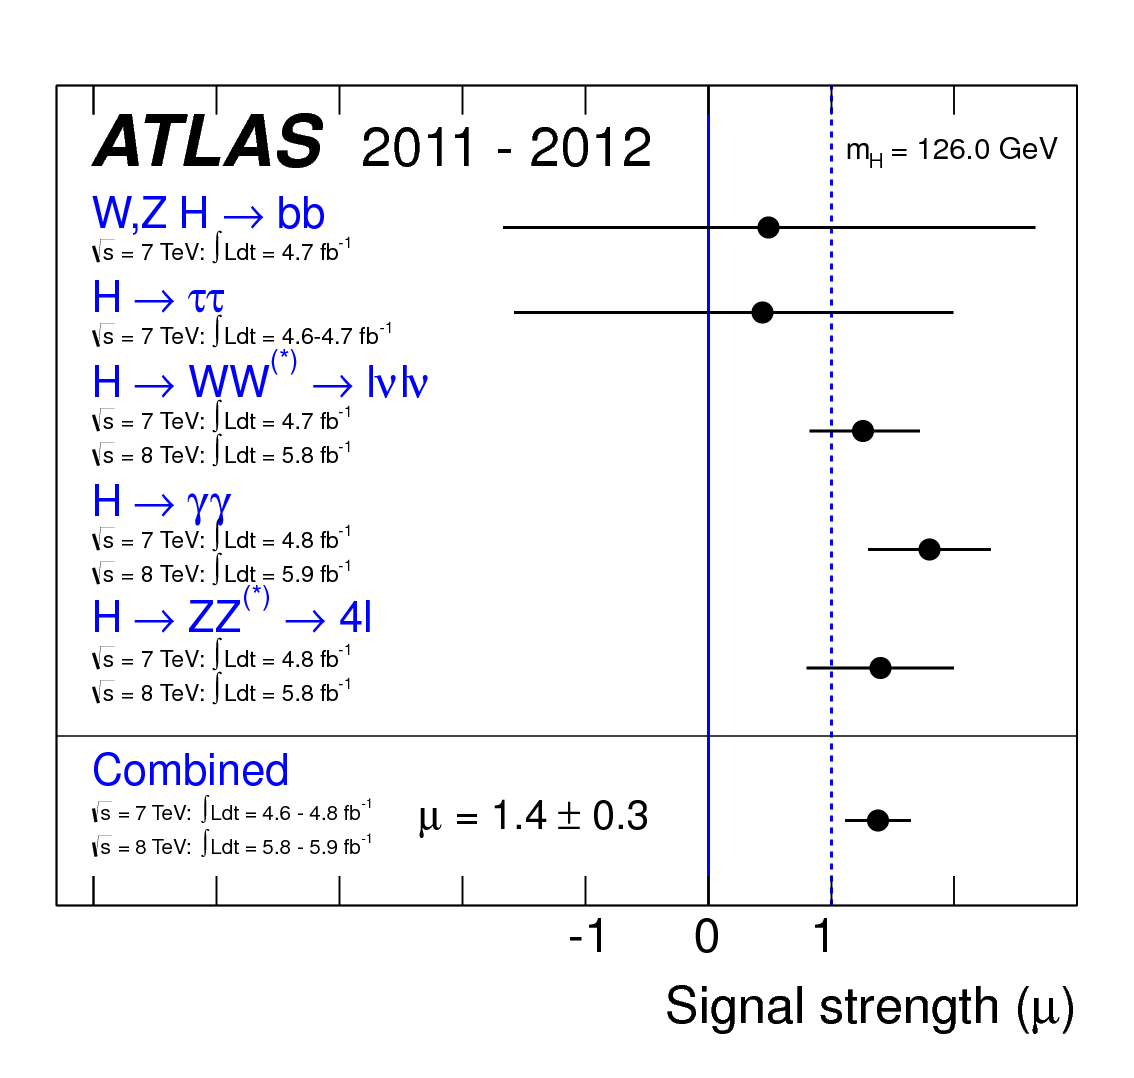 ATLAS 2011 - 2012
m_H = 126.0 GeV
W,Z H → bb
√s = 7 TeV: ∫Ldt = 4.7 fb⁻¹
H → ττ
√s = 7 TeV: ∫Ldt = 4.6-4.7 fb⁻¹
H → WW⁽*⁾ → lνlν
√s = 7 TeV: ∫Ldt = 4.7 fb⁻¹
√s = 8 TeV: ∫Ldt = 5.8 fb⁻¹
H → γγ
√s = 7 TeV: ∫Ldt = 4.8 fb⁻¹
√s = 8 TeV: ∫Ldt = 5.9 fb⁻¹
H → ZZ⁽*⁾ → 4l
√s = 7 TeV: ∫Ldt = 4.8 fb⁻¹
√s = 8 TeV: ∫Ldt = 5.8 fb⁻¹
Combined
√s = 7 TeV: ∫Ldt = 4.6 - 4.8 fb⁻¹
√s = 8 TeV: ∫Ldt = 5.8 - 5.9 fb⁻¹
μ = 1.4 ± 0.3
-1 0 1
Signal strength (μ)